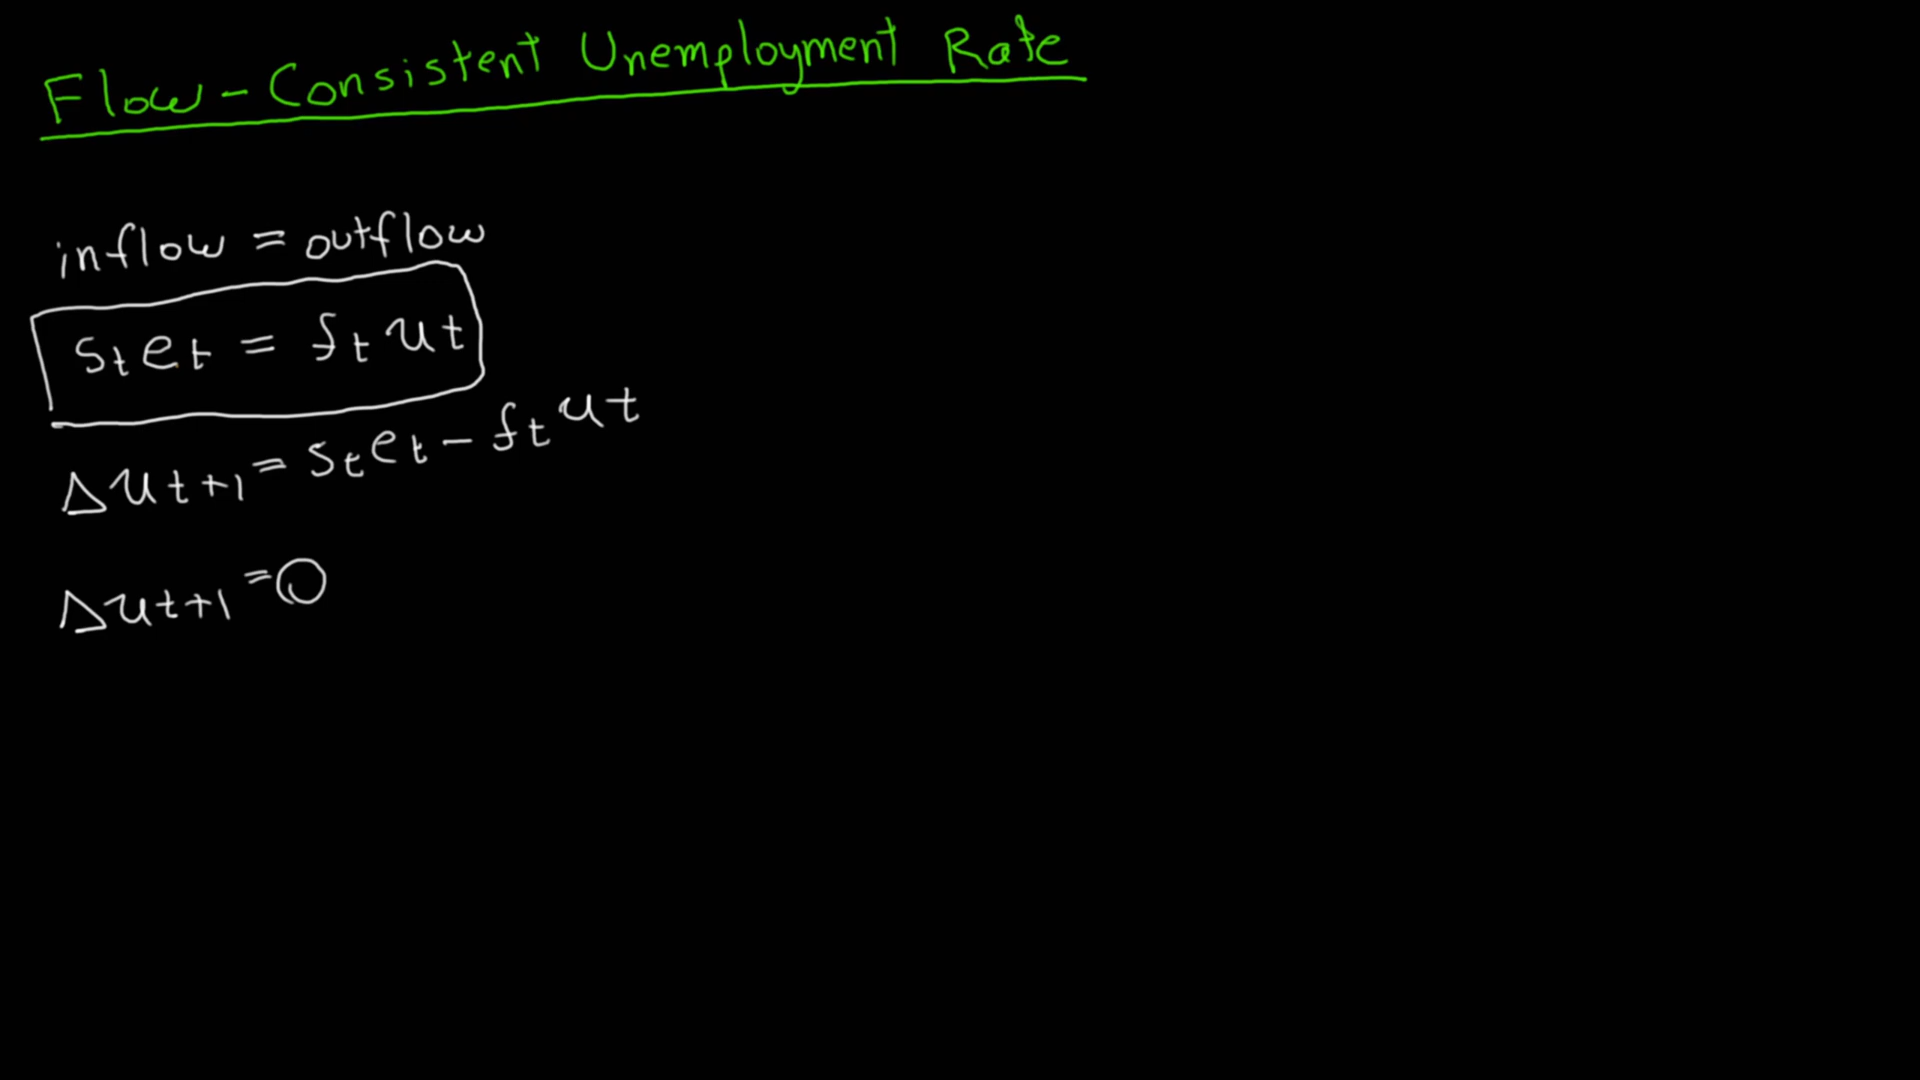 Flow-Consistent Unemployment Rate
inflow = outflow
sₜeₜ = fₜuₜ
Δuₜ₊₁ = sₜeₜ - fₜuₜ
Δuₜ₊₁ = 0